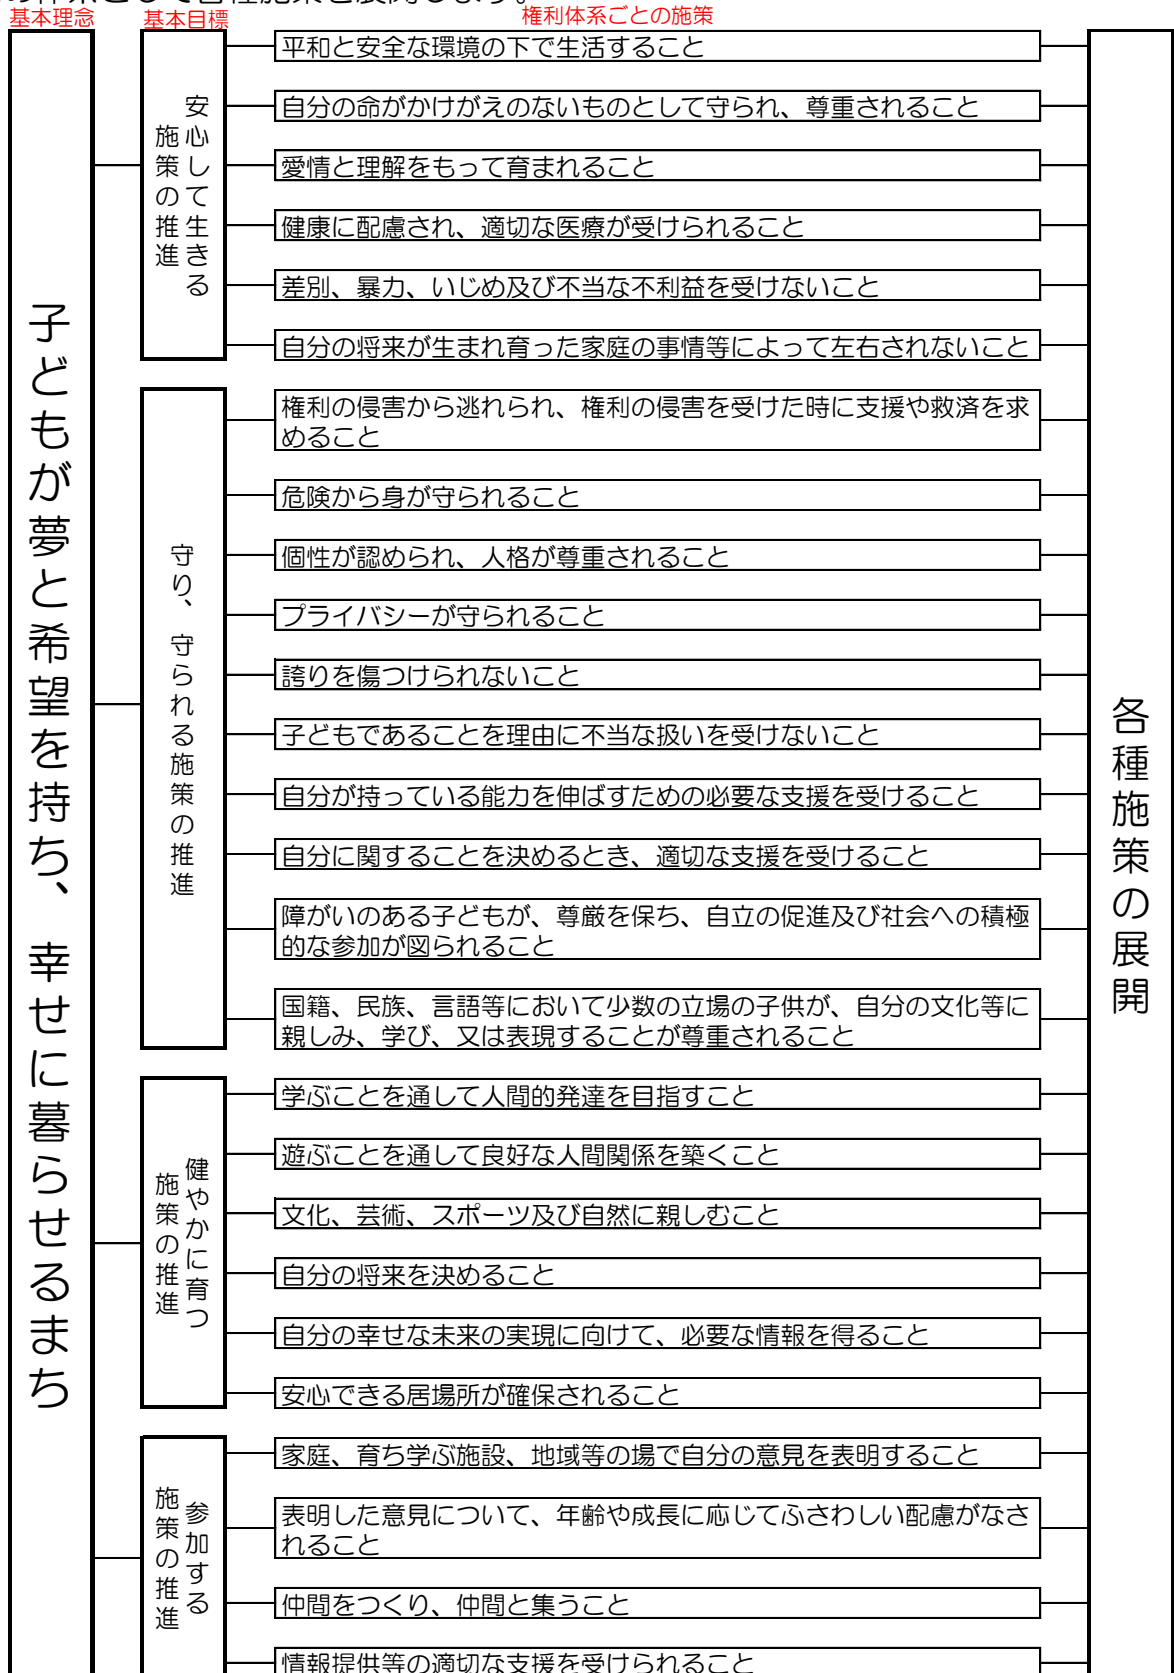 の体系として各種施策を展開します。
基本理念
基本目標
権利体系ごとの施策
子どもが夢と希望を持ち、幸せに暮らせるまち
安心して生きる
施策の推進
平和と安全な環境の下で生活すること
自分の命がかけがえのないものとして守られ、尊重されること
愛情と理解をもって育まれること
健康に配慮され、適切な医療が受けられること
差別、暴力、いじめ及び不当な不利益を受けないこと
自分の将来が生まれ育った家庭の事情等によって左右されないこと
守り、守られる施策の推進
権利の侵害から逃れられ、権利の侵害を受けた時に支援や救済を求
めること
危険から身が守られること
個性が認められ、人格が尊重されること
プライバシーが守られること
誇りを傷つけられないこと
子どもであることを理由に不当な扱いを受けないこと
自分が持っている能力を伸ばすための必要な支援を受けること
自分に関することを決めるとき、適切な支援を受けること
障がいのある子どもが、尊厳を保ち、自立の促進及び社会への積極
的な参加が図られること
国籍、民族、言語等において少数の立場の子供が、自分の文化等に
親しみ、学び、又は表現することが尊重されること
健やかに育つ
施策の推進
学ぶことを通して人間的発達を目指すこと
遊ぶことを通して良好な人間関係を築くこと
文化、芸術、スポーツ及び自然に親しむこと
自分の将来を決めること
自分の幸せな未来の実現に向けて、必要な情報を得ること
安心できる居場所が確保されること
参加する
施策の推進
家庭、育ち学ぶ施設、地域等の場で自分の意見を表明すること
表明した意見について、年齢や成長に応じてふさわしい配慮がなさ
れること
仲間をつくり、仲間と集うこと
情報提供等の適切な支援を受けられること
各種施策の展開